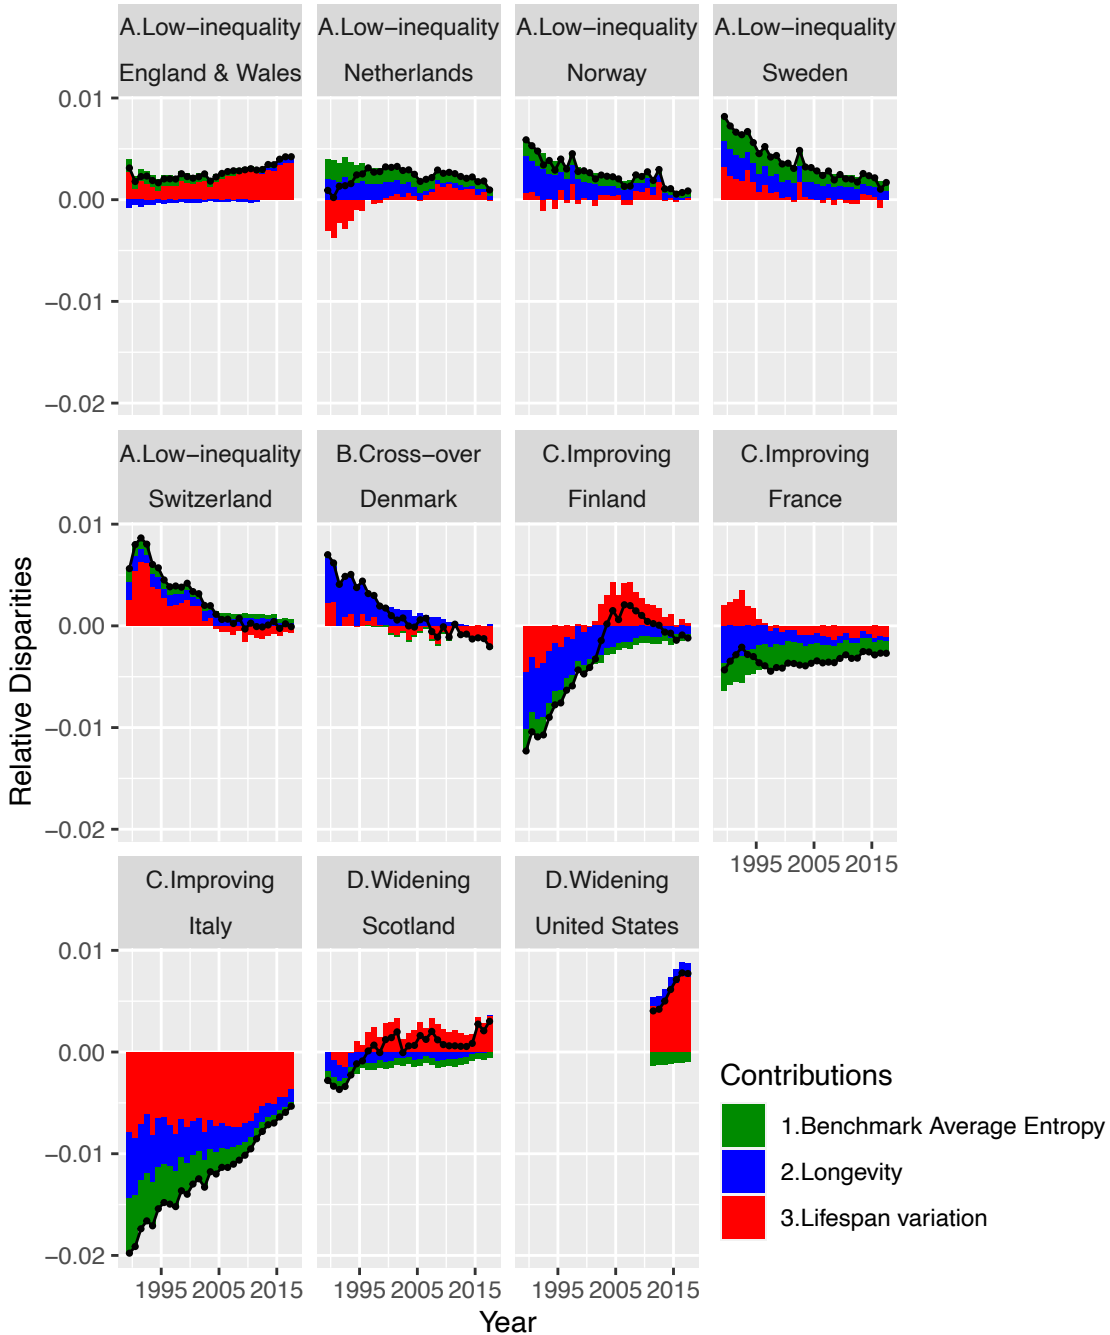 A.Low−inequality
England & Wales
A.Low−inequality
Netherlands
A.Low−inequality
Norway
A.Low−inequality
Sweden
0.01
0.00
−0.01
−0.02
A.Low−inequality
Switzerland
B.Cross−over
Denmark
C.Improving
Finland
C.Improving
France
0.01
0.00
−0.01
−0.02
1995 2005 2015
Relative Disparities
C.Improving
Italy
D.Widening
Scotland
D.Widening
United States
0.01
0.00
−0.01
−0.02
1995 2005 2015
1995 2005 2015
1995 2005 2015
Year
Contributions
1.Benchmark Average Entropy
2.Longevity
3.Lifespan variation